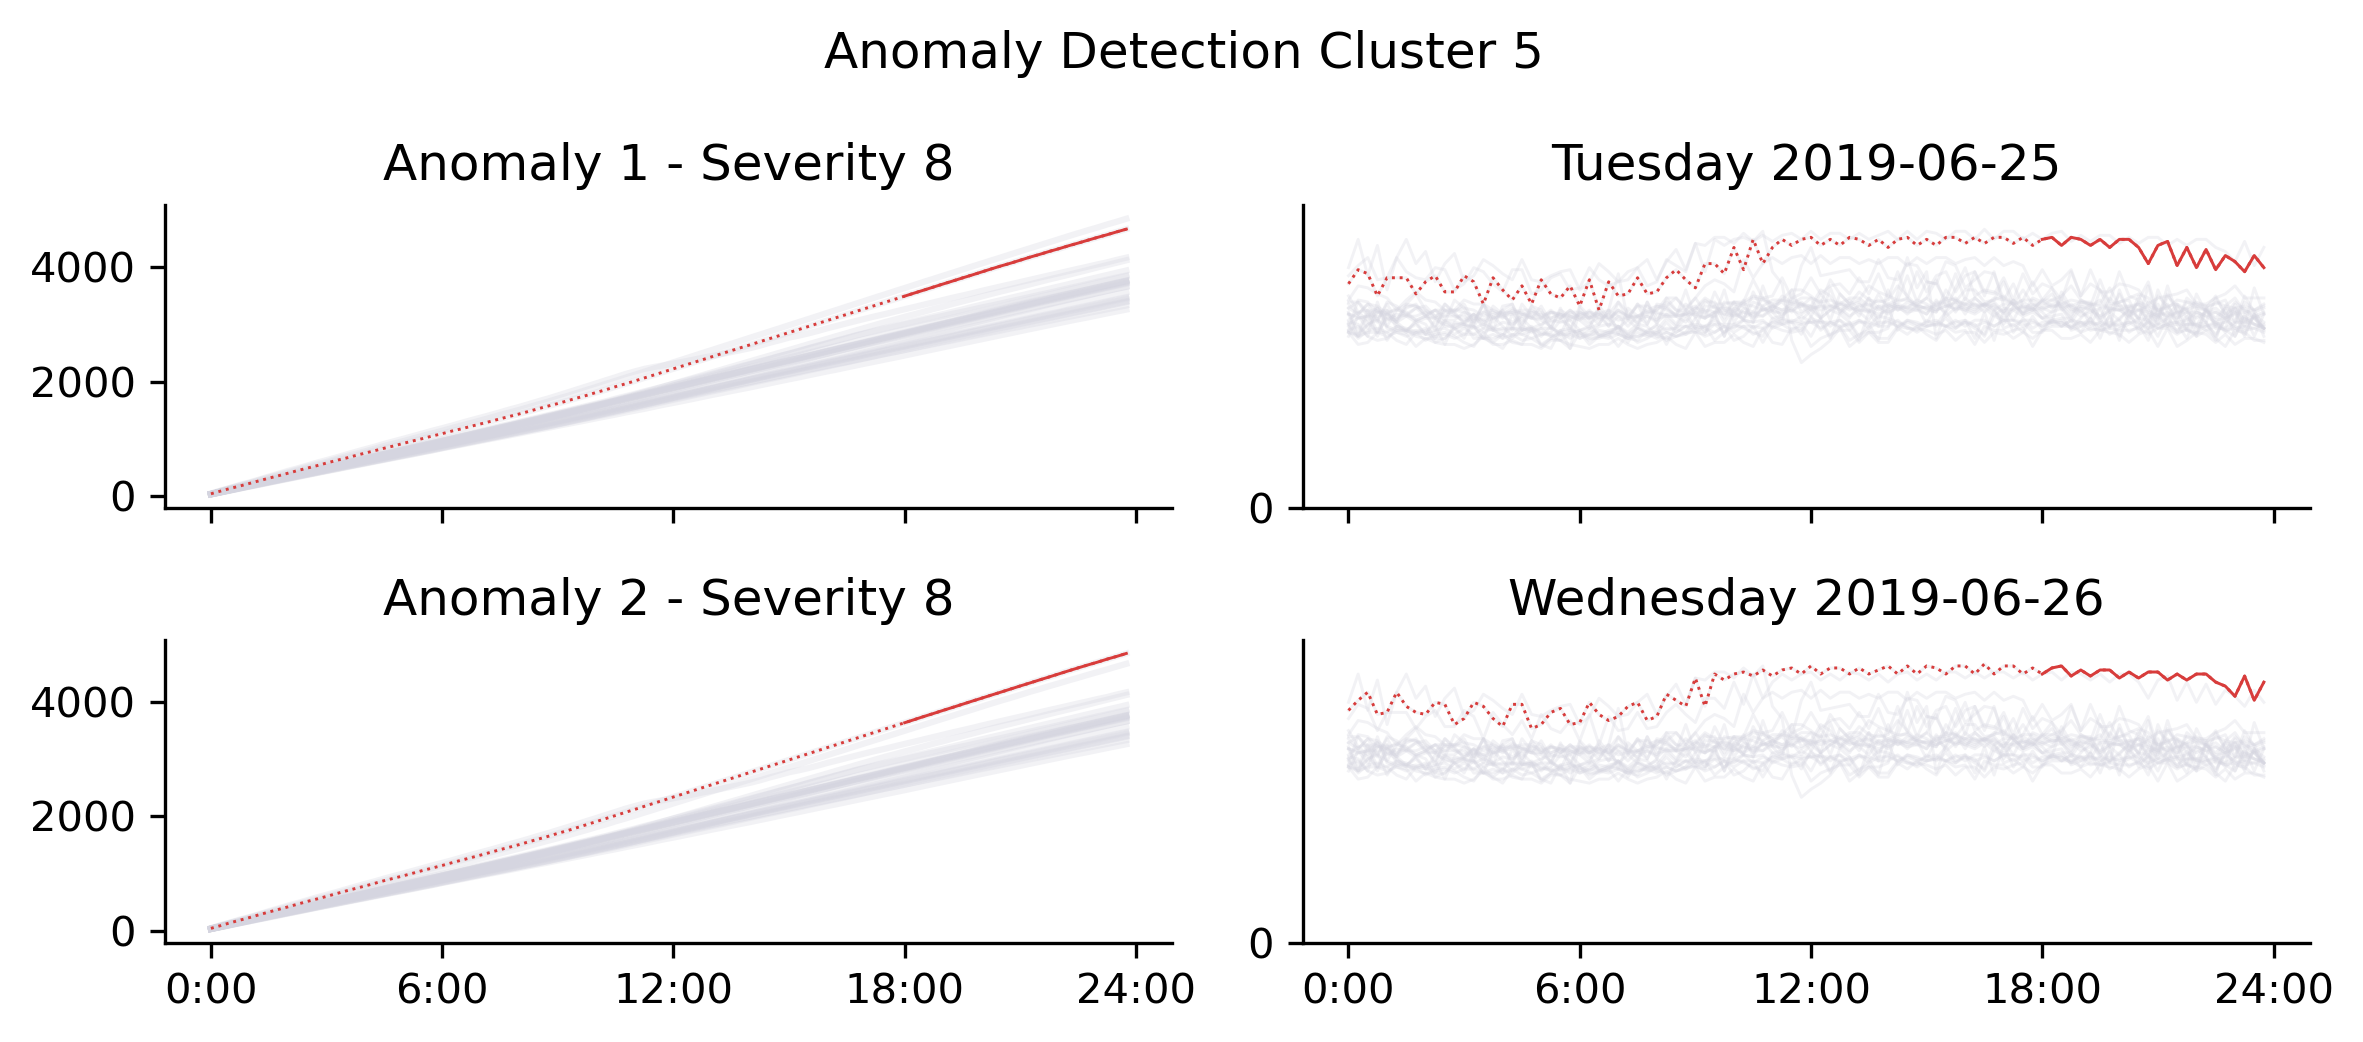 Anomaly Detection Cluster 5
Anomaly 1 - Severity 8
4000
2000
0
Tuesday 2019-06-25
0
Anomaly 2 - Severity 8
4000
2000
0
0:00 6:00 12:00 18:00 24:00
Wednesday 2019-06-26
0
0:00 6:00 12:00 18:00 24:00